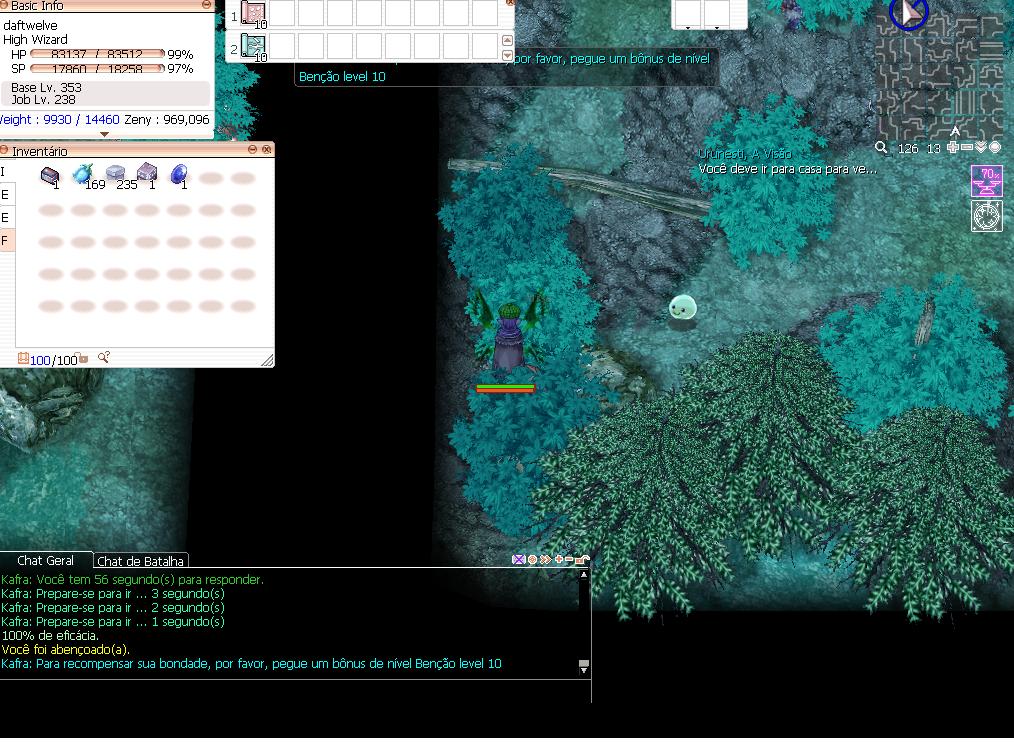 Basic Info
daftwelve
High Wizard
HP 83137 / 83512 99%
SP 17860 / 18258 97%
Base Lv. 353
Job Lv. 238
Weight : 9930 / 14460 Zeny : 969,096
1 10
2 10
por favor, pegue um bônus de nível
Benção level 10
126 13
70%
Urunesti, A Visão
Você deve ir para casa para ve...
Inventário
I
E
E
F
1 169 235 1 1
100/100
Chat Geral
Chat de Batalha
Kafra: Você tem 56 segundo(s) para responder.
Kafra: Prepare-se para ir ... 3 segundo(s)
Kafra: Prepare-se para ir ... 2 segundo(s)
Kafra: Prepare-se para ir ... 1 segundo(s)
100% de eficácia.
Você foi abençoado(a).
Kafra: Para recompensar sua bondade, por favor, pegue um bônus de nível Benção level 10